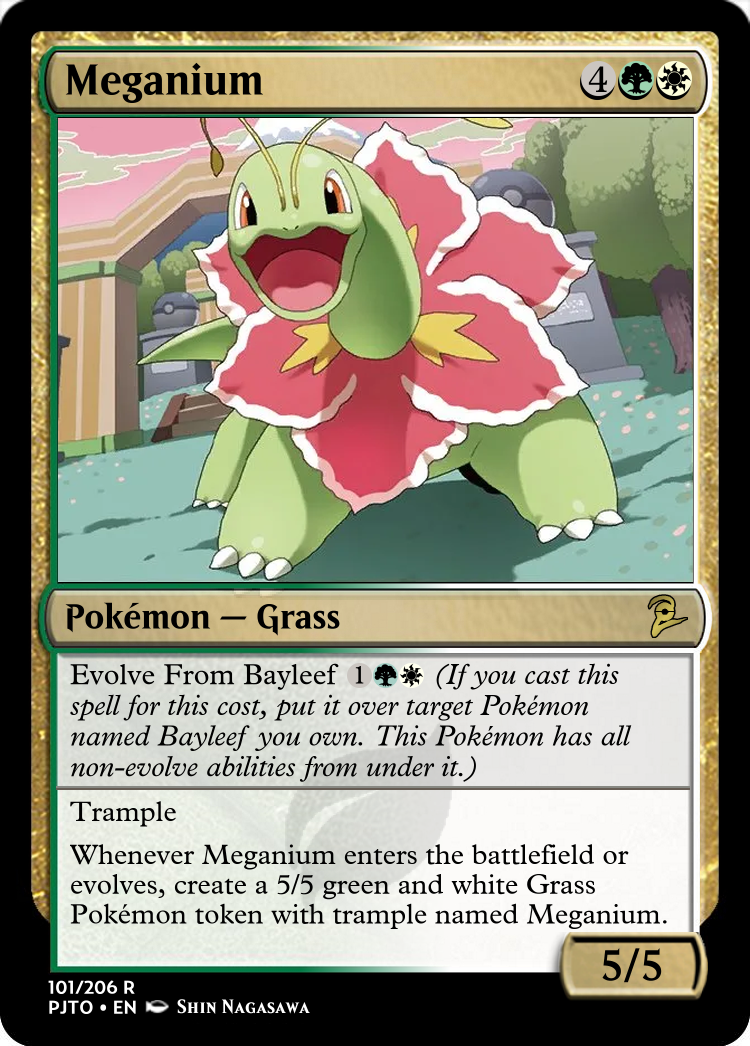 Meganium 4
Pokémon — Grass
Evolve From Bayleef 1 (If you cast this
spell for this cost, put it over target Pokémon
named Bayleef you own. This Pokémon has all
non-evolve abilities from under it.)
Trample
Whenever Meganium enters the battlefield or
evolves, create a 5/5 green and white Grass
Pokémon token with trample named Meganium.
5/5
101/206 R
PJTO • EN Shin Nagasawa